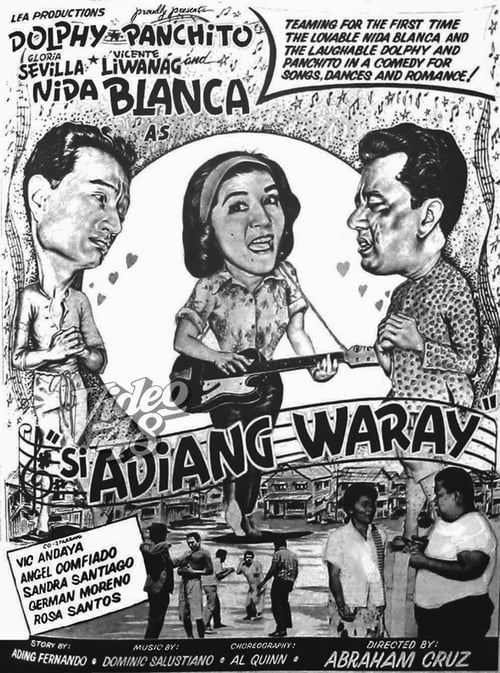 LEA PRODUCTIONS proudly presents
DOLPHY ★ PANCHITO
GLORIA SEVILLA ★ VICENTE LIWANAG and
NIDA BLANCA
AS
TEAMING FOR THE FIRST TIME
THE LOVABLE NIDA BLANCA AND
THE LAUGHABLE DOLPHY AND
PANCHITO IN A COMEDY FOR
SONGS, DANCES AND ROMANCE!
Video
48
"SI ADIANG WARAY"
CO-STARRING
VIC ANDAYA
ANGEL COMFIADO
SANDRA SANTIAGO
GERMAN MORENO
ROSA SANTOS
STORY BY: MUSIC BY: CHOREOGRAPHY: DIRECTED BY:
ADING FERNANDO • DOMINIC SALUSTIANO • AL QUINN • ABRAHAM CRUZ